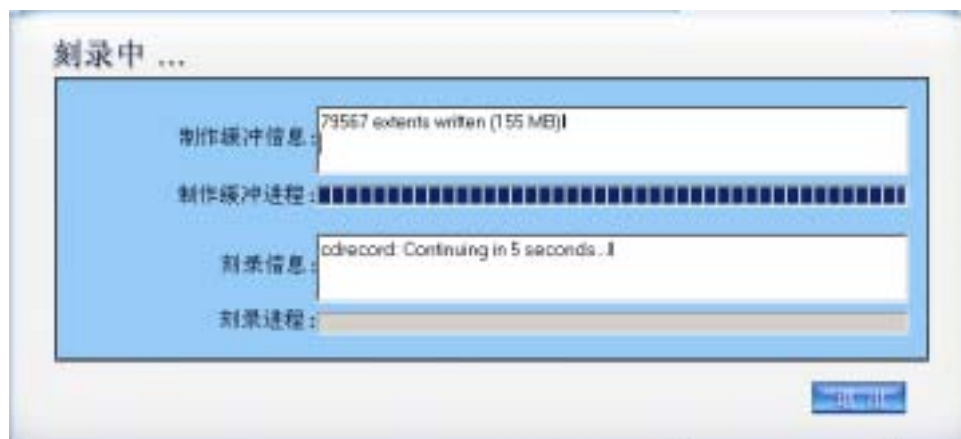 刻录中 ...
制作缓冲信息:
79567 extents written (155 MB)
制作缓冲进程:
刻录信息:
cdrecord: Continuing in 5 seconds...
刻录进程: